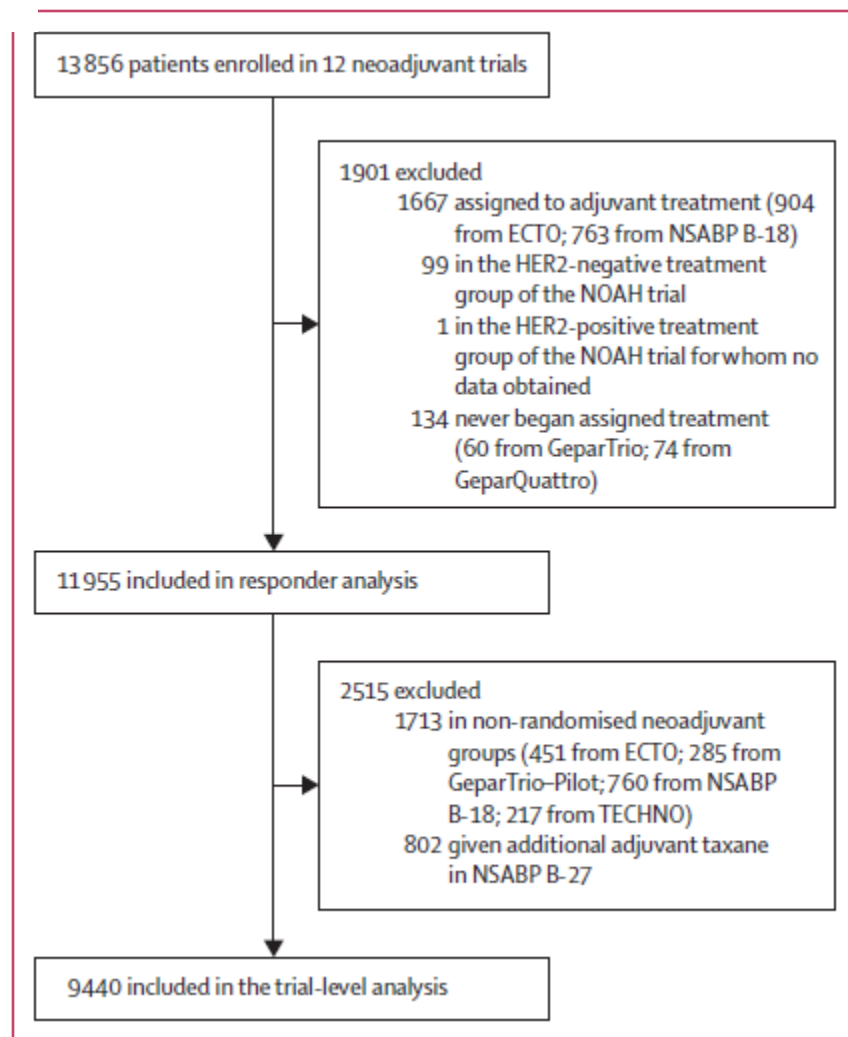 13 856 patients enrolled in 12 neoadjuvant trials
1901 excluded
1667 assigned to adjuvant treatment (904
from ECTO; 763 from NSABP B-18)
99 in the HER2-negative treatment
group of the NOAH trial
1 in the HER2-positive treatment
group of the NOAH trial for whom no
data obtained
134 never began assigned treatment
(60 from GeparTrio; 74 from
GeparQuattro)
11 955 included in responder analysis
2515 excluded
1713 in non-randomised neoadjuvant
groups (451 from ECTO; 285 from
GeparTrio–Pilot; 760 from NSABP
B-18; 217 from TECHNO)
802 given additional adjuvant taxane
in NSABP B-27
9440 included in the trial-level analysis